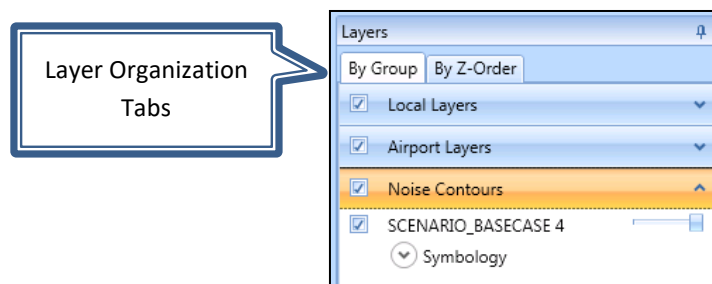 Layer Organization
Tabs
Layers
By Group By Z-Order
Local Layers
Airport Layers
Noise Contours
SCENARIO_BASECASE 4
Symbology